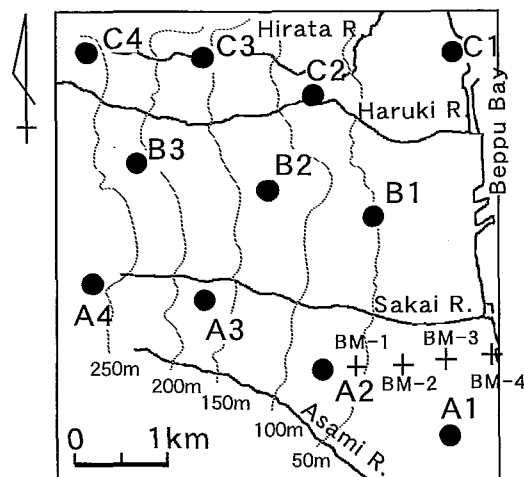 C4
C3
Hirata R.
C1
C2
Haruki R.
Beppu Bay
B3
B2
B1
A4
A3
Sakai R.
BM-1
BM-3
A2
BM-2
BM-4
250m
200m
150m
100m
50m
Asami R.
A1
0 1km